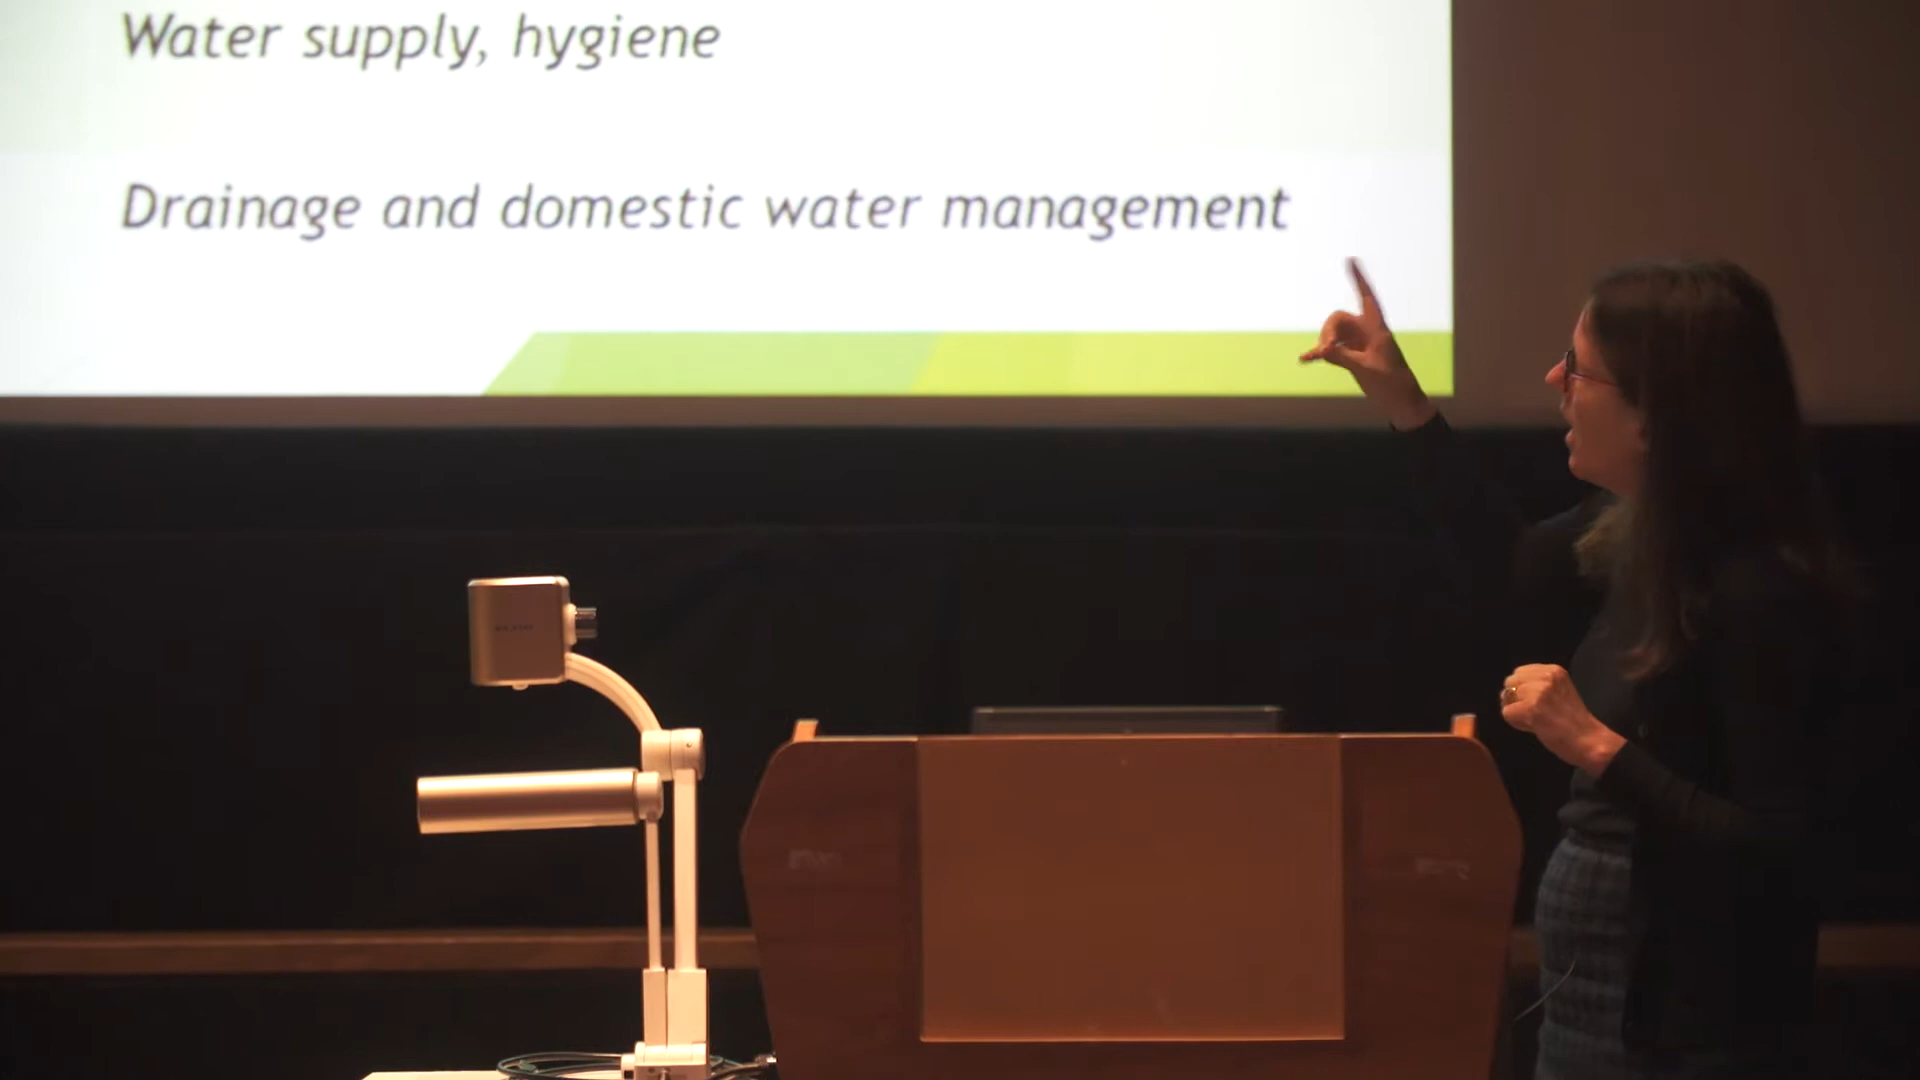 Water supply, hygiene
Drainage and domestic water management